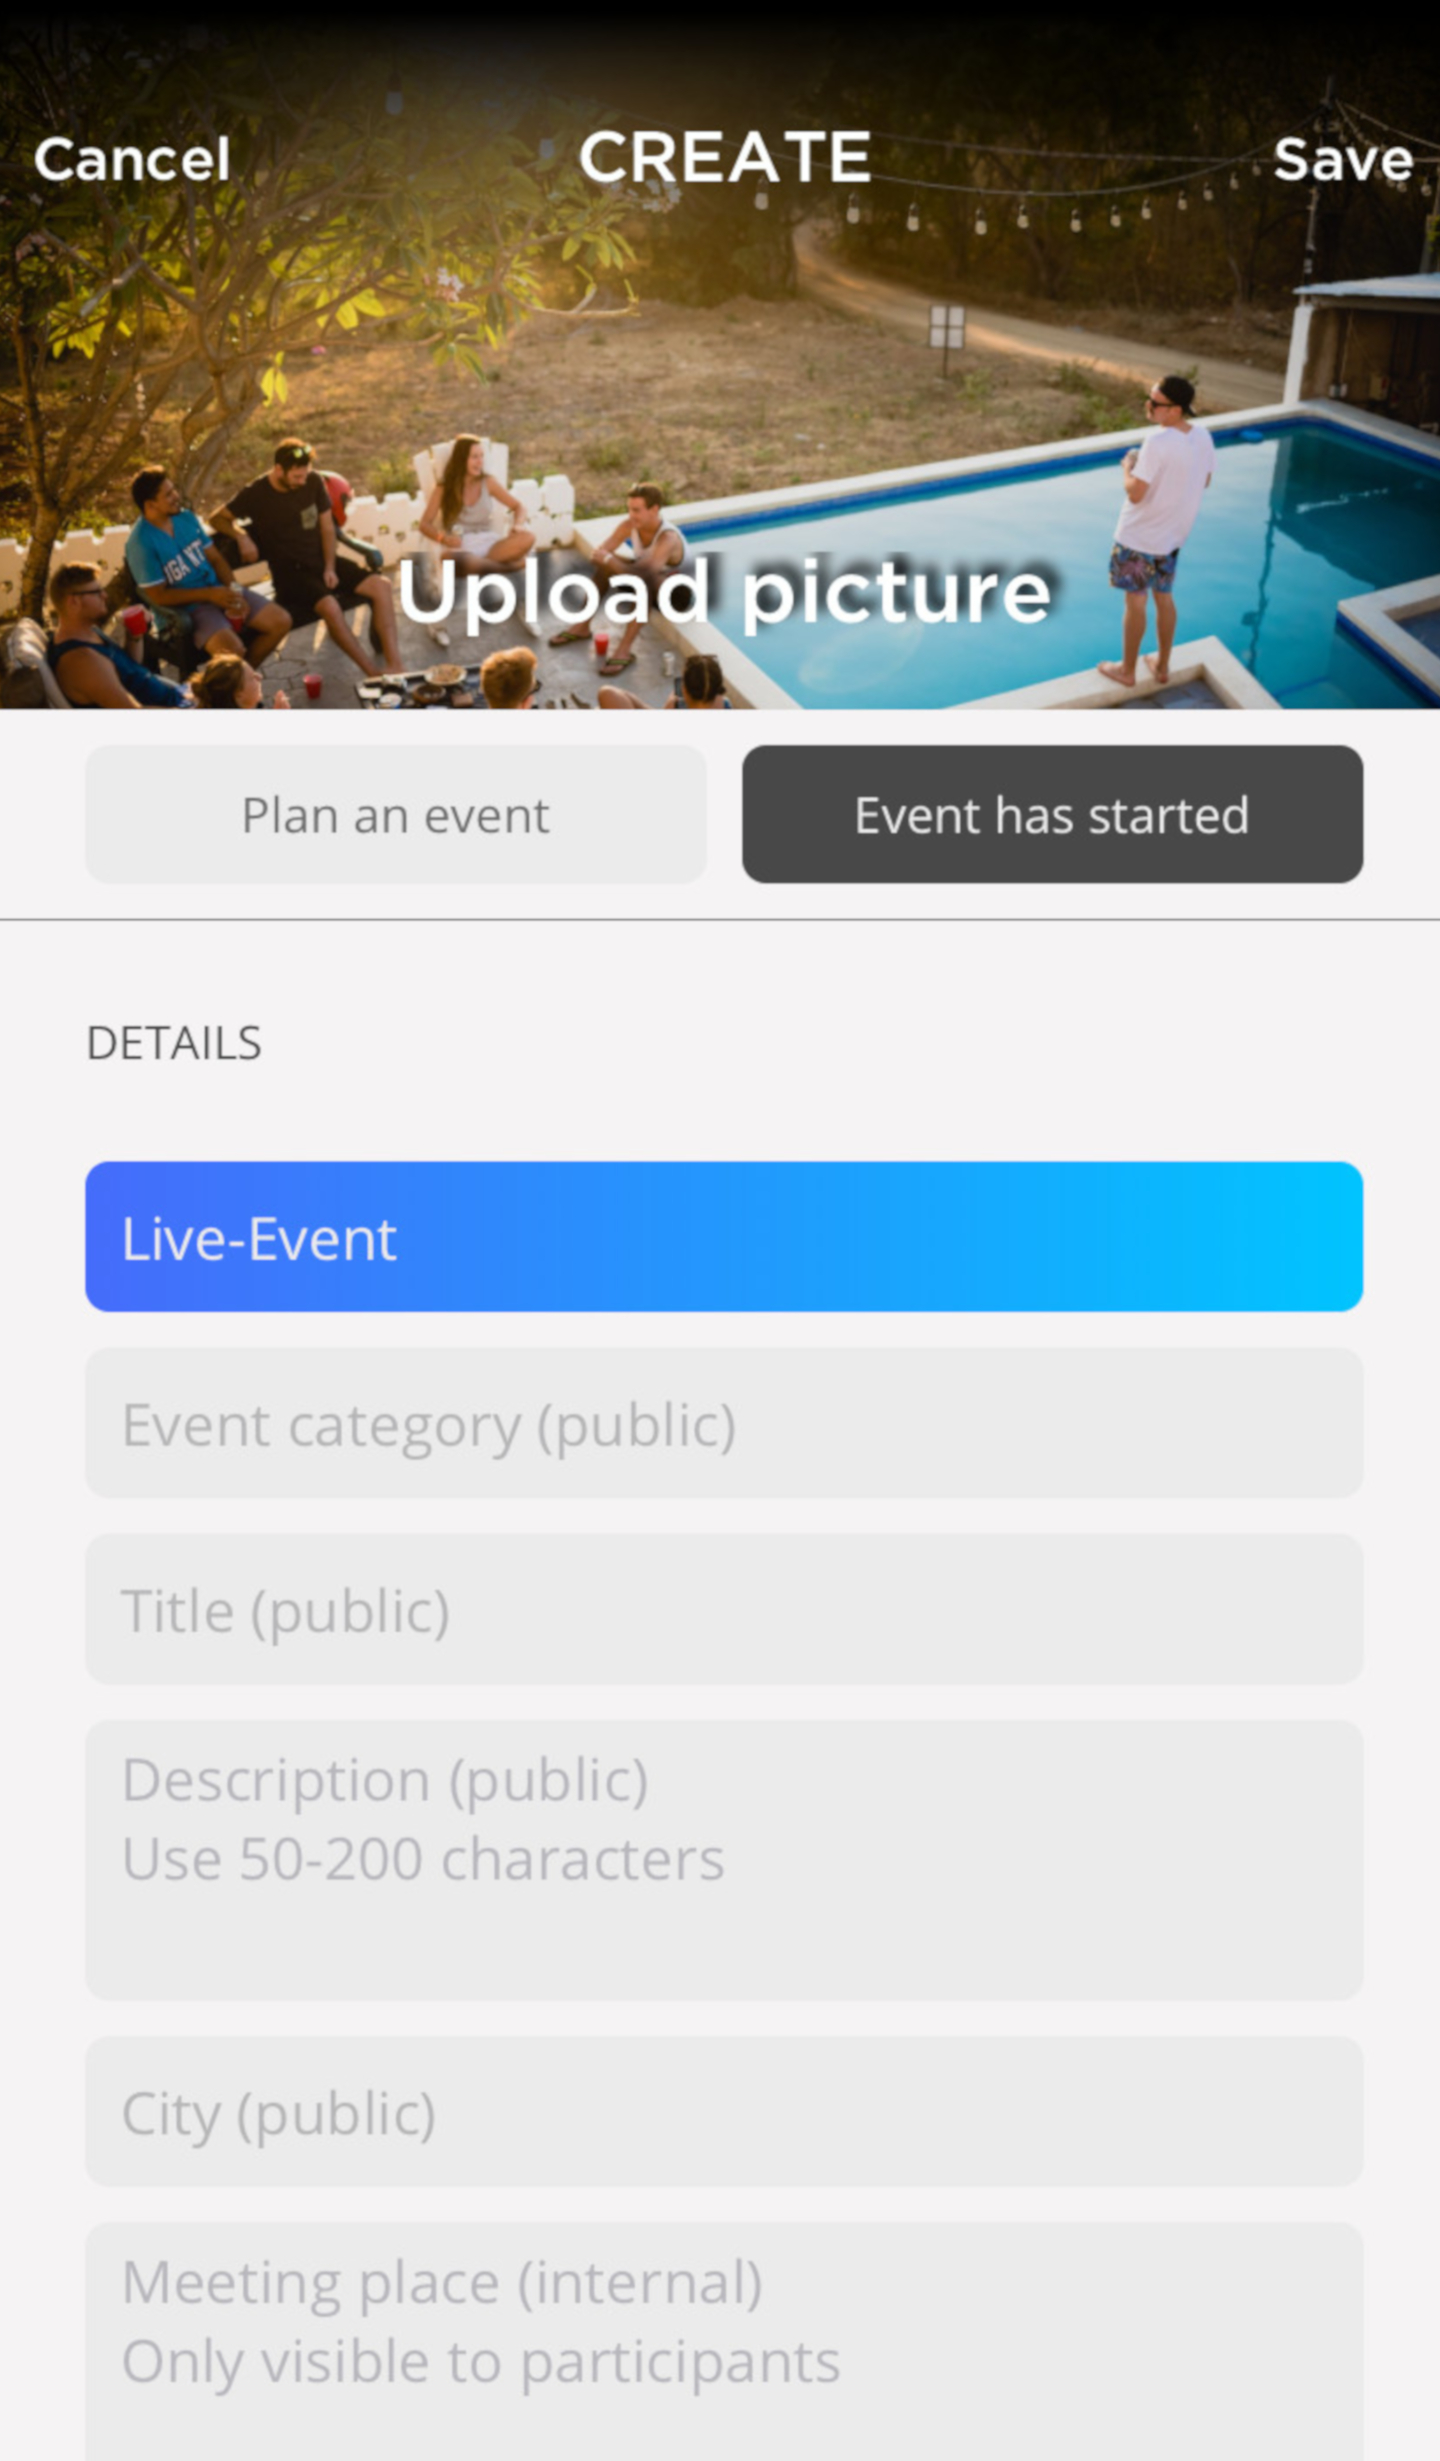 Cancel
CREATE
Save
Upload picture
Plan an event
Event has started
DETAILS
Live-Event
Event category (public)
Title (public)
Description (public)
Use 50-200 characters
City (public)
Meeting place (internal)
Only visible to participants